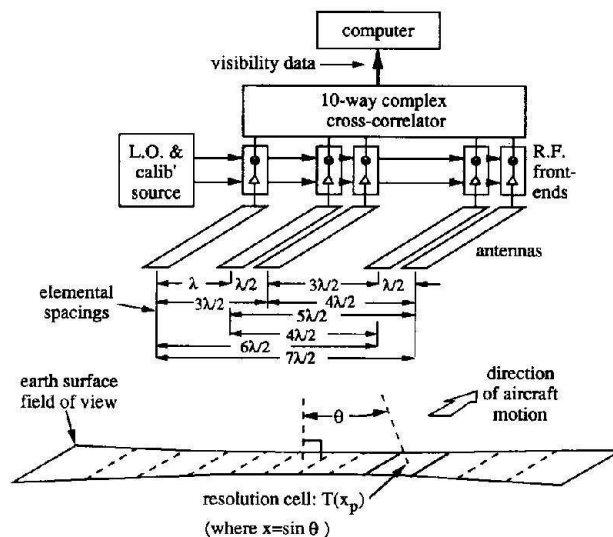 computer
visibility data
10-way complex
cross-correlator
L.O. &
calib'
source
R.F.
front-
ends
antennas
λ
λ/2
3λ/2
λ/2
elemental
spacings
3λ/2
4λ/2
5λ/2
4λ/2
6λ/2
7λ/2
earth surface
field of view
θ
direction
of aircraft
motion
resolution cell: T(xp)
(where x=sin θ)